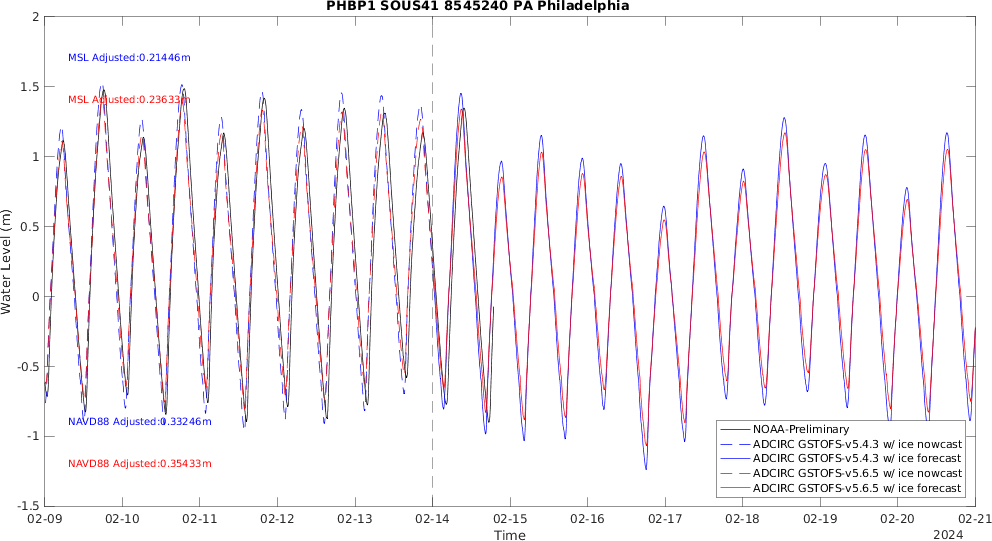 PHBP1 SOUS41 8545240 PA Philadelphia
2
1.5
1
0.5
0
-0.5
-1
-1.5
Water Level (m)
MSL Adjusted:0.21446m
MSL Adjusted:0.23633m
NAVD88 Adjusted:0.33246m
NAVD88 Adjusted:0.35433m
NOAA-Preliminary
ADCIRC GSTOFS-v5.4.3 w/ ice nowcast
ADCIRC GSTOFS-v5.4.3 w/ ice forecast
ADCIRC GSTOFS-v5.6.5 w/ ice nowcast
ADCIRC GSTOFS-v5.6.5 w/ ice forecast
02-09 02-10 02-11 02-12 02-13 02-14 02-15 02-16 02-17 02-18 02-19 02-20 02-21
Time
2024